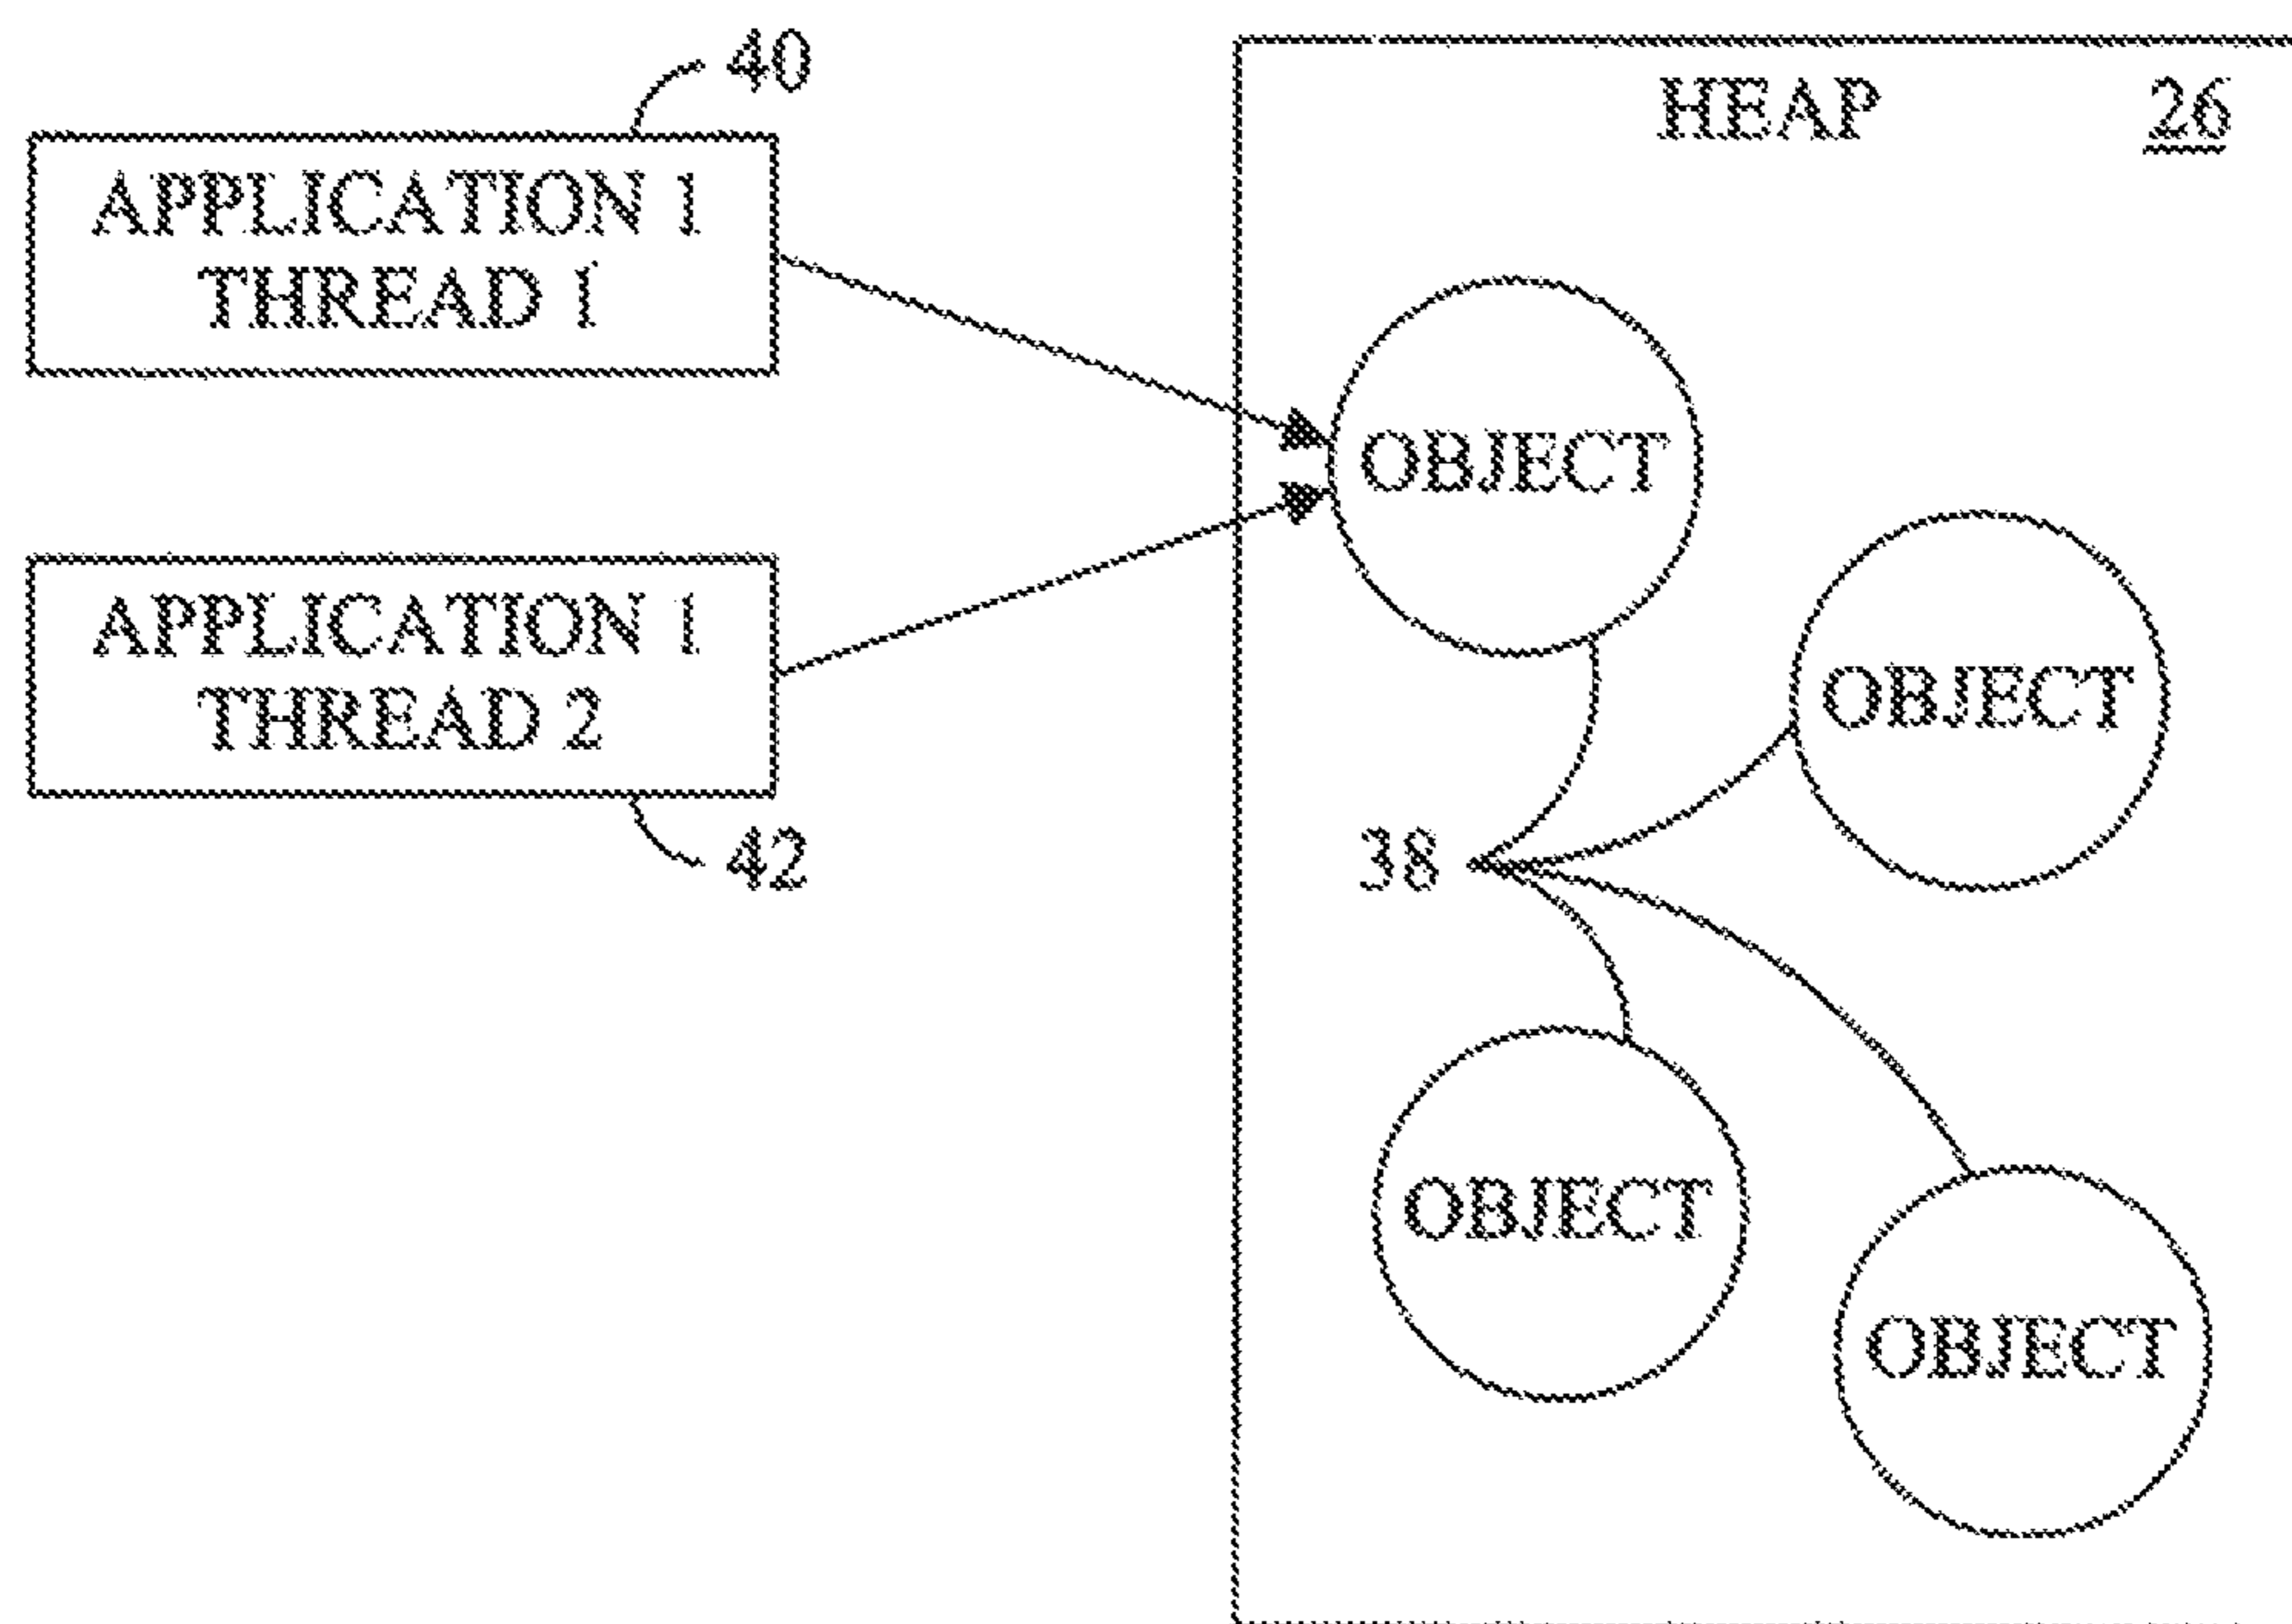 40
APPLICATION 1
THREAD 1
APPLICATION 1
THREAD 2
42
HEAP 26
OBJECT
OBJECT
38
OBJECT
OBJECT